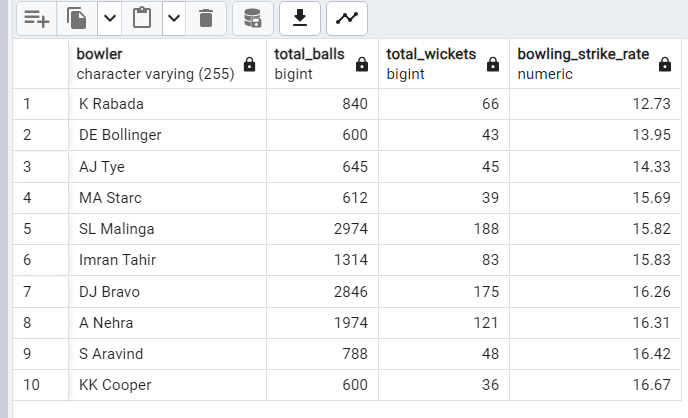 bowler total_balls total_wickets bowling_strike_rate
character varying (255) bigint bigint numeric
1 K Rabada 840 66 12.73
2 DE Bollinger 600 43 13.95
3 AJ Tye 645 45 14.33
4 MA Starc 612 39 15.69
5 SL Malinga 2974 188 15.82
6 Imran Tahir 1314 83 15.83
7 DJ Bravo 2846 175 16.26
8 A Nehra 1974 121 16.31
9 S Aravind 788 48 16.42
10 KK Cooper 600 36 16.67